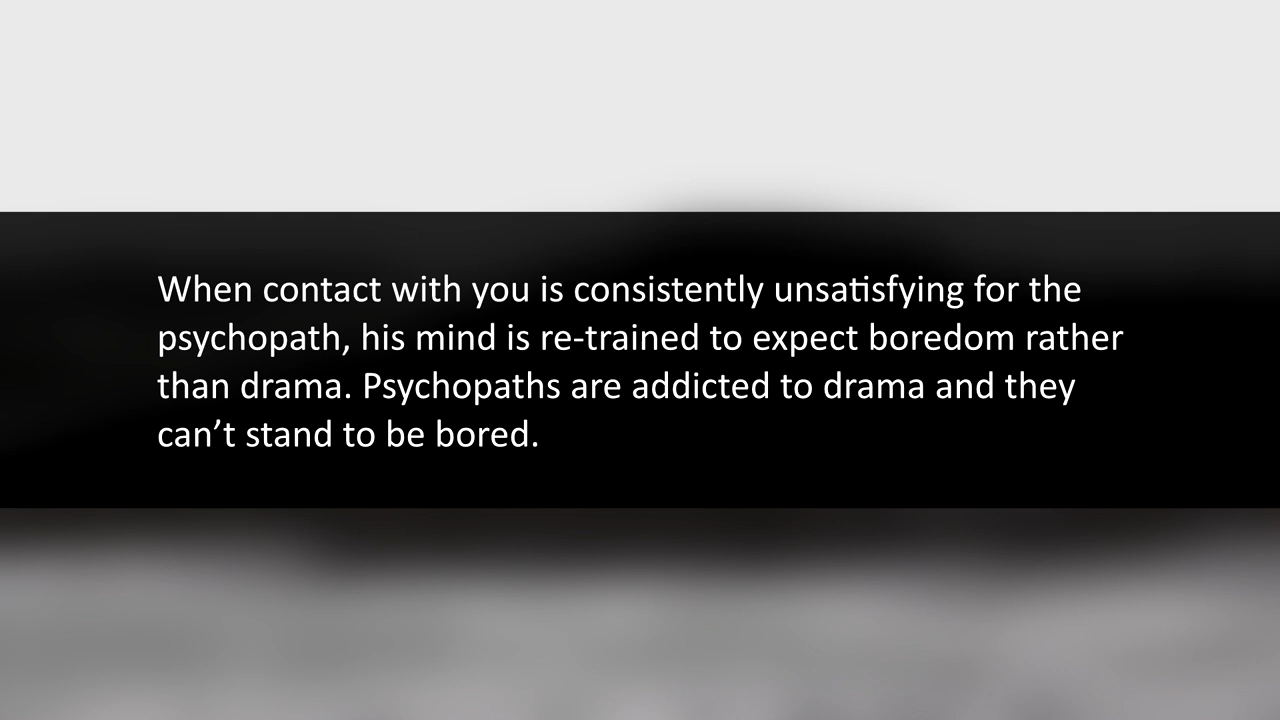 When contact with you is consistently unsatisfying for the
psychopath, his mind is re-trained to expect boredom rather
than drama. Psychopaths are addicted to drama and they
can’t stand to be bored.